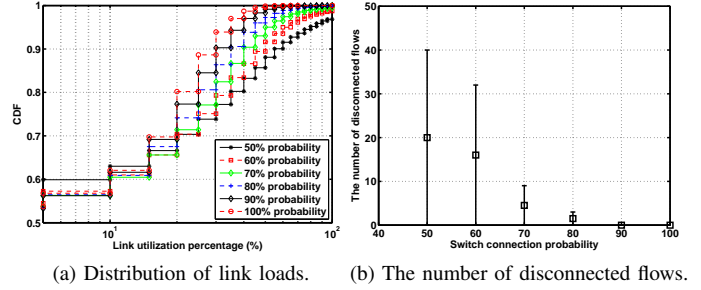 1
0.9
0.8
0.7
0.6
0.5
CDF
10^1
10^2
Link utilization percentage (%)
50% probability
60% probability
70% probability
80% probability
90% probability
100% probability
(a) Distribution of link loads.
50
40
30
20
10
0
The number of disconnected flows
40 50 60 70 80 90 100
Switch connection probability
(b) The number of disconnected flows.